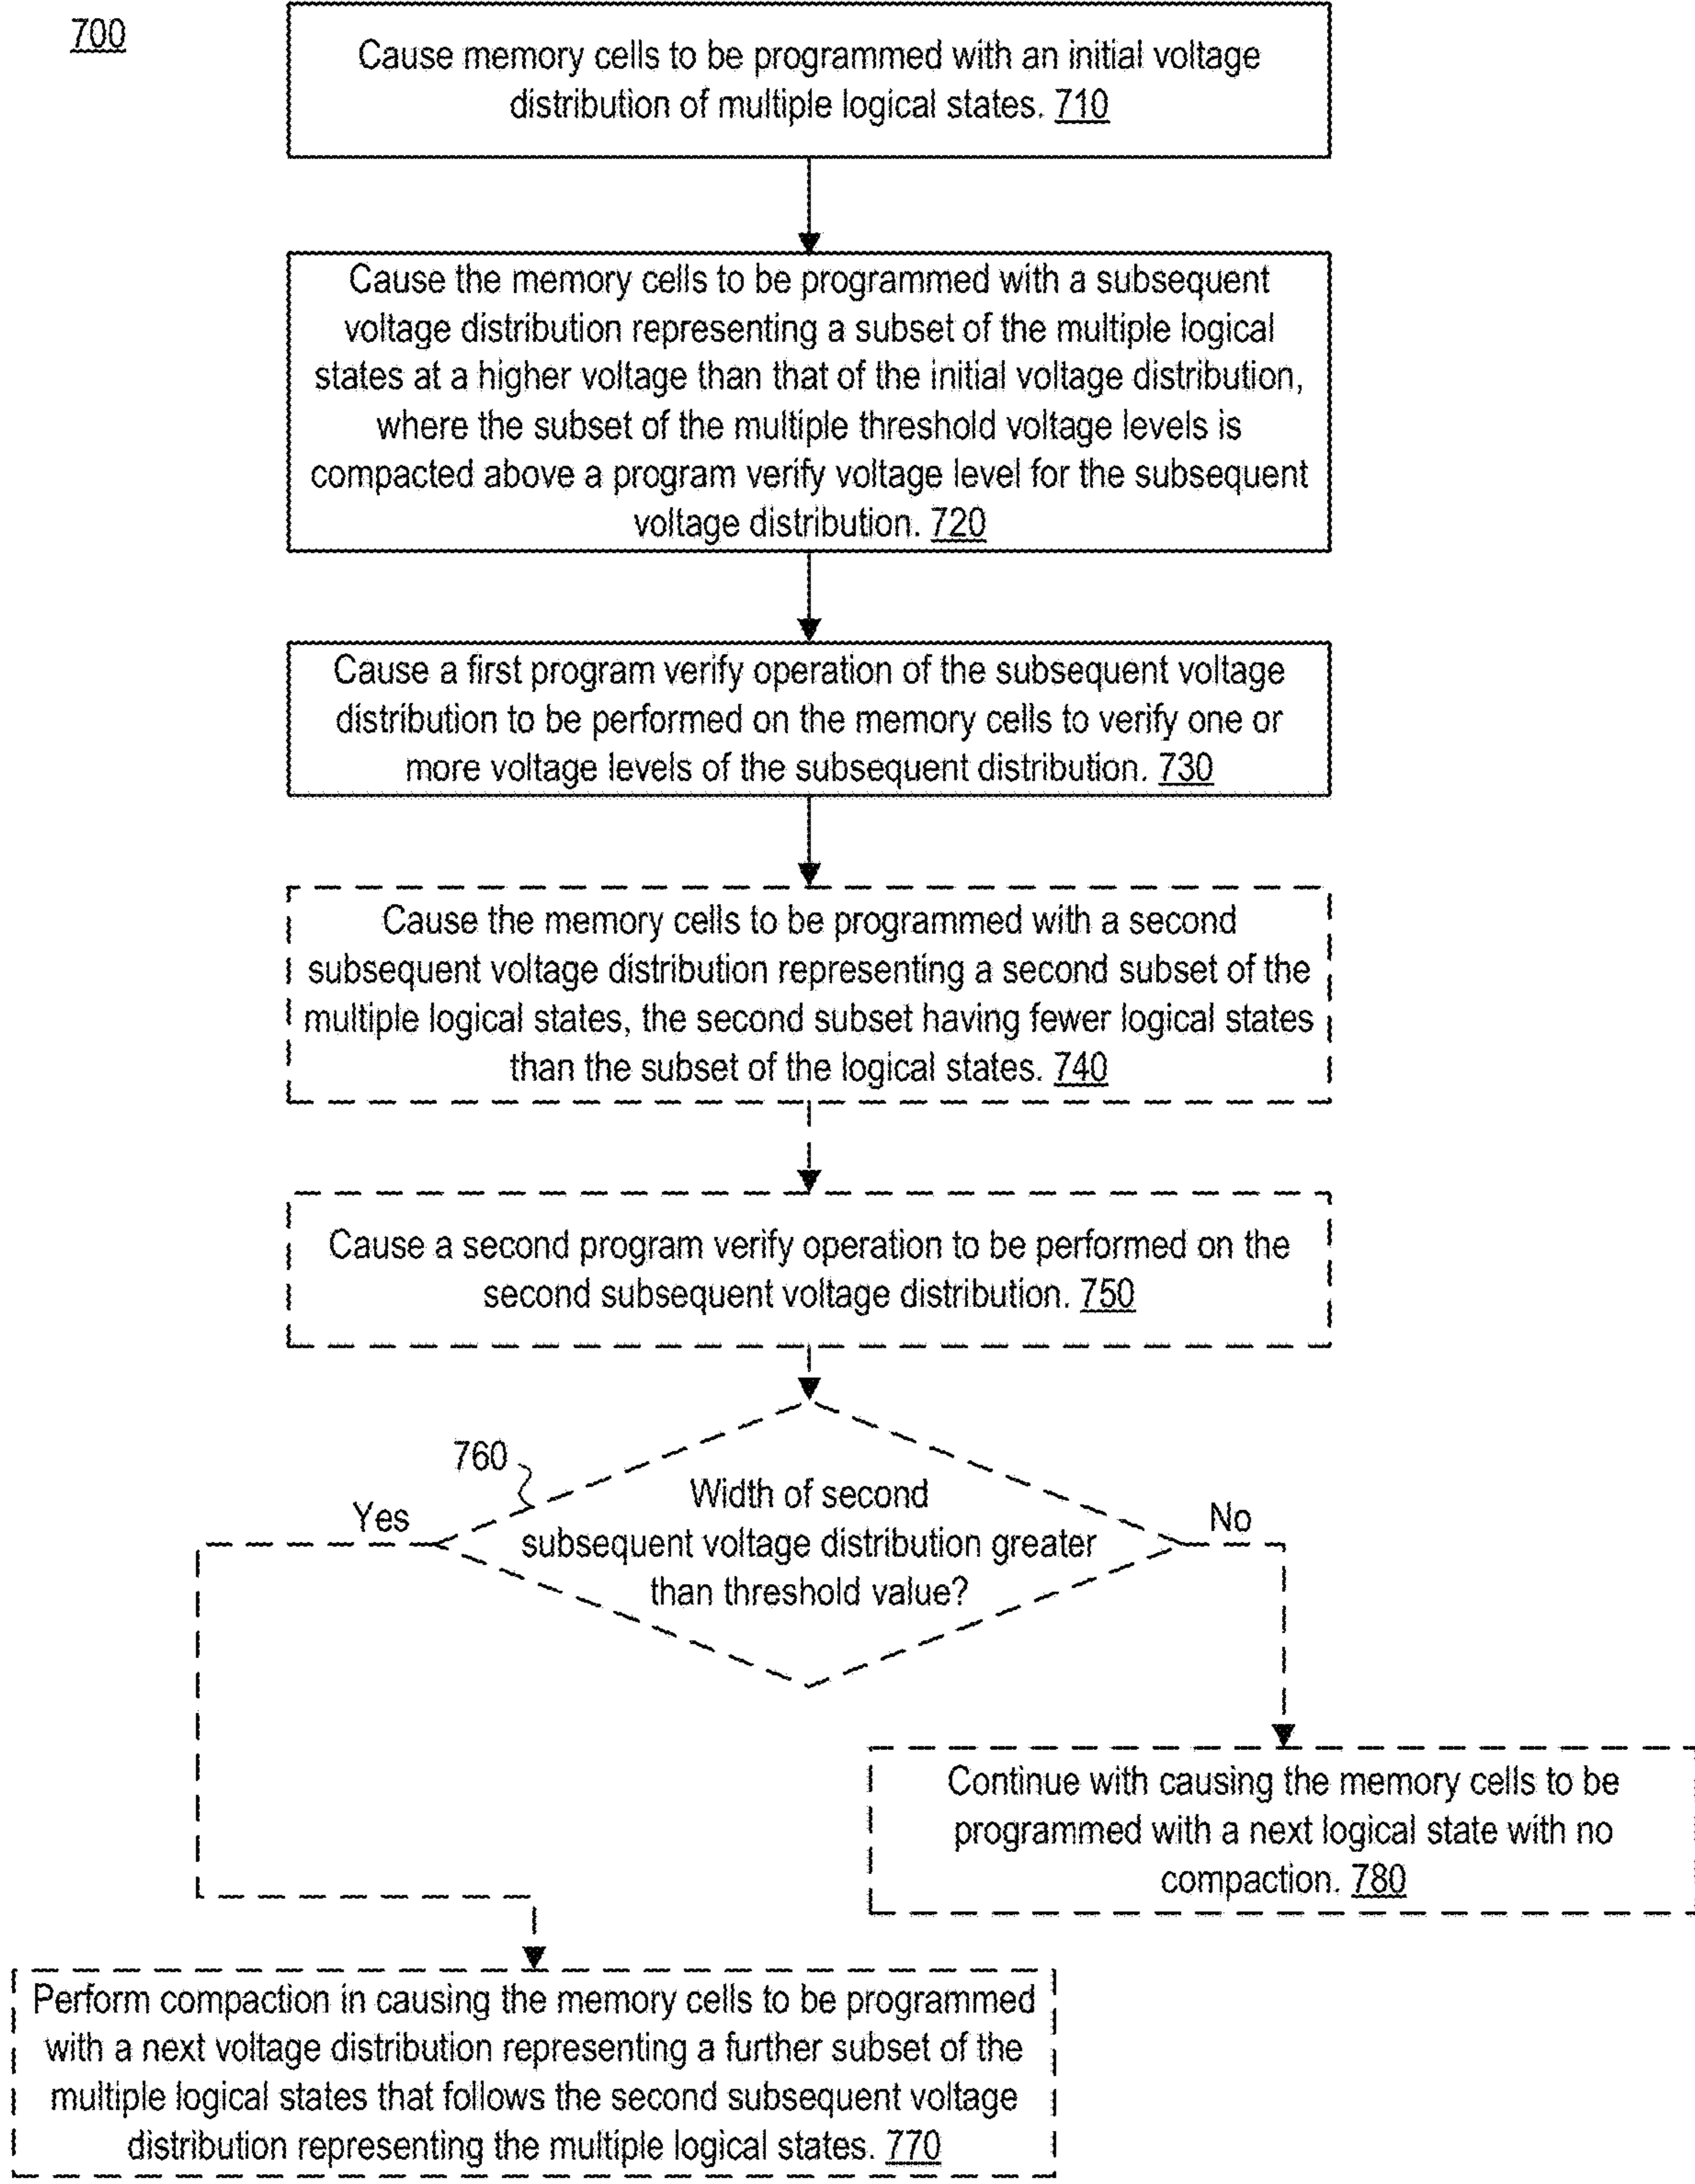 700
Cause memory cells to be programmed with an initial voltage
distribution of multiple logical states. 710
Cause the memory cells to be programmed with a subsequent
voltage distribution representing a subset of the multiple logical
states at a higher voltage than that of the initial voltage distribution,
where the subset of the multiple threshold voltage levels is
compacted above a program verify voltage level for the subsequent
voltage distribution. 720
Cause a first program verify operation of the subsequent voltage
distribution to be performed on the memory cells to verify one or
more voltage levels of the subsequent distribution. 730
Cause the memory cells to be programmed with a second
subsequent voltage distribution representing a second subset of the
multiple logical states, the second subset having fewer logical states
than the subset of the logical states. 740
Cause a second program verify operation to be performed on the
second subsequent voltage distribution. 750
760
Width of second
subsequent voltage distribution greater
than threshold value?
Yes
No
Continue with causing the memory cells to be
programmed with a next logical state with no
compaction. 780
Perform compaction in causing the memory cells to be programmed
with a next voltage distribution representing a further subset of the
multiple logical states that follows the second subsequent voltage
distribution representing the multiple logical states. 770